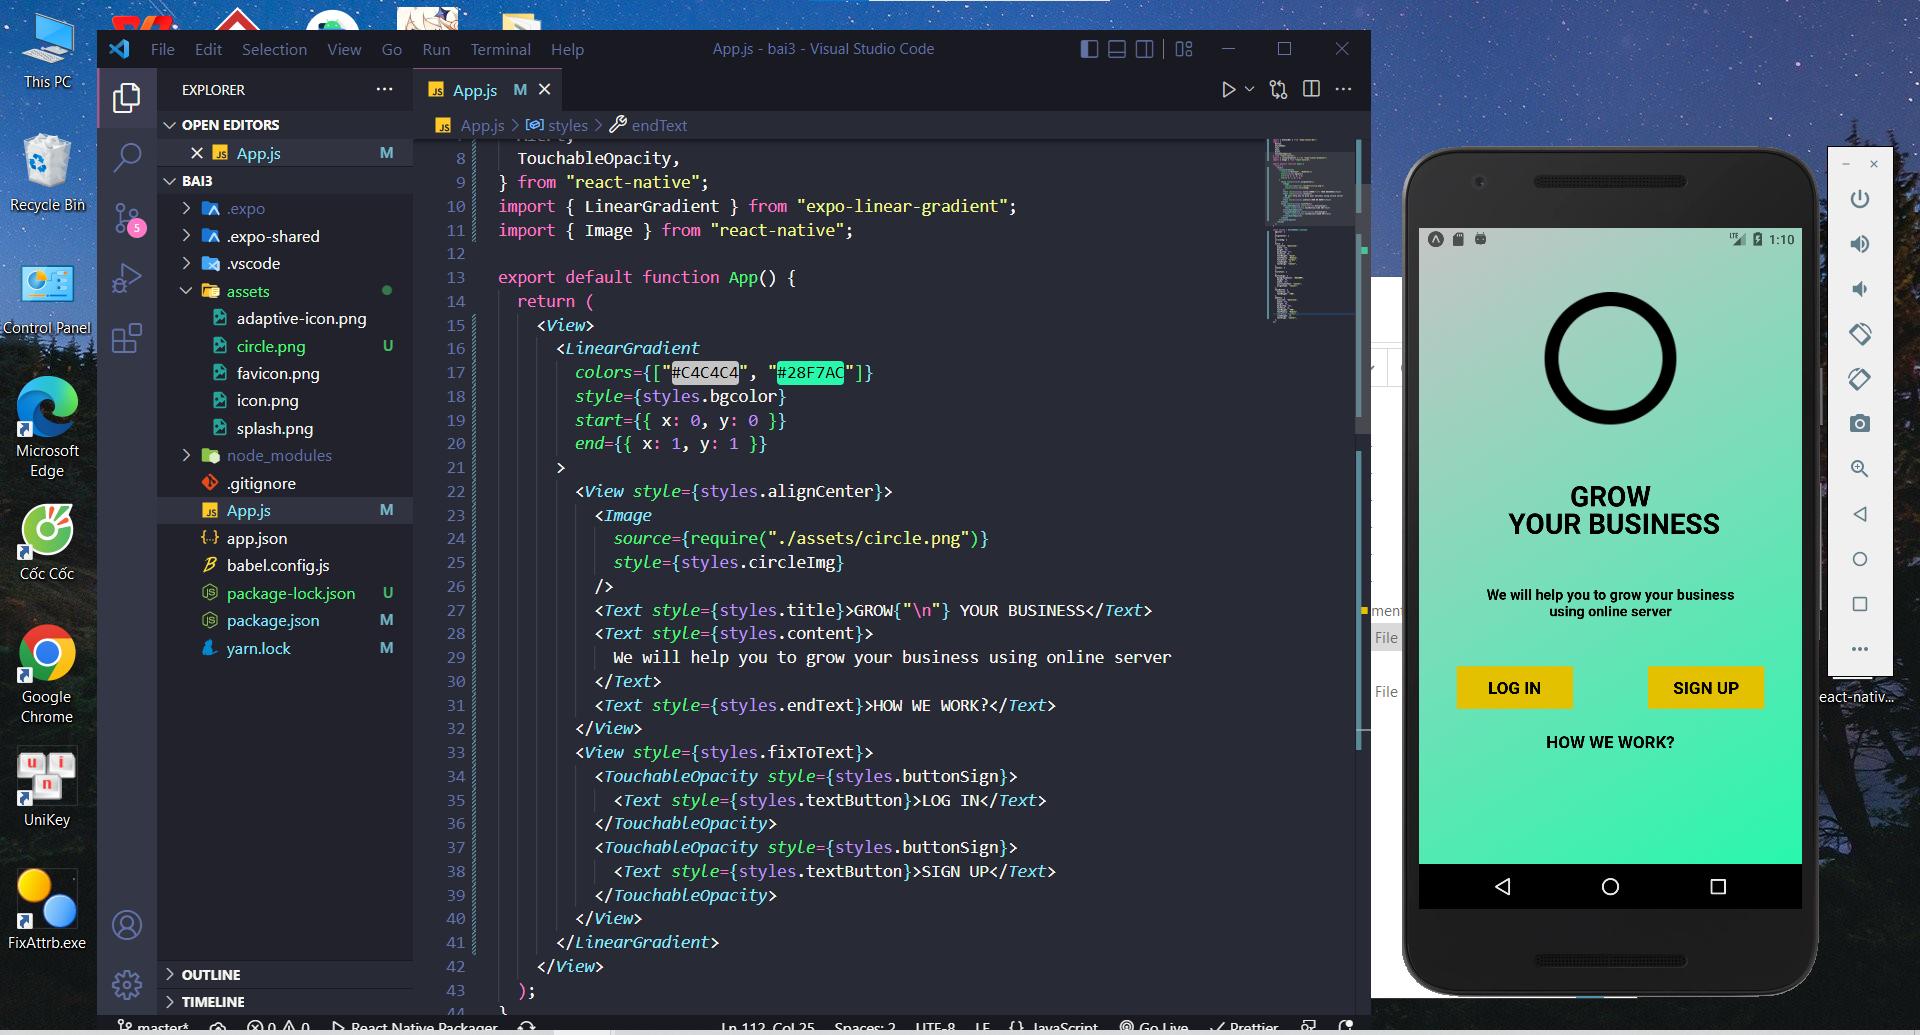 This PC
Recycle Bin
Control Panel
Microsoft
Edge
Cốc Cốc
Google
Chrome
UniKey
FixAttrb.exe
File Edit Selection View Go Run Terminal Help
App.js - bai3 - Visual Studio Code
EXPLORER
OPEN EDITORS
App.js M
BAI3
.expo
.expo-shared
.vscode
assets
adaptive-icon.png
circle.png U
favicon.png
icon.png
splash.png
node_modules
.gitignore
App.js M
app.json
babel.config.js
package-lock.json U
package.json M
yarn.lock M
OUTLINE
TIMELINE
5
App.js M
App.js > styles > endText
8 TouchableOpacity,
9 } from "react-native";
10 import { LinearGradient } from "expo-linear-gradient";
11 import { Image } from "react-native";
12
13 export default function App() {
14 return (
15 <View>
16 <LinearGradient
17 colors={["#C4C4C4", "#28F7AC"]}
18 style={styles.bgcolor}
19 start={{ x: 0, y: 0 }}
20 end={{ x: 1, y: 1 }}
21 >
22 <View style={styles.alignCenter}>
23 <Image
24 source={require("./assets/circle.png")}
25 style={styles.circleImg}
26 />
27 <Text style={styles.title}>GROW{"\n"} YOUR BUSINESS</Text>
28 <Text style={styles.content}>
29 We will help you to grow your business using online server
30 </Text>
31 <Text style={styles.endText}>HOW WE WORK?</Text>
32 </View>
33 <View style={styles.fixToText}>
34 <TouchableOpacity style={styles.buttonSign}>
35 <Text style={styles.textButton}>LOG IN</Text>
36 </TouchableOpacity>
37 <TouchableOpacity style={styles.buttonSign}>
38 <Text style={styles.textButton}>SIGN UP</Text>
39 </TouchableOpacity>
40 </View>
41 </LinearGradient>
42 </View>
43 );
44 }
master* 0 0 React Native Packager Ln 112, Col 25 Spaces: 2 UTF-8 LF {} JavaScript Go Live Prettier
ment
File
File
LTE 1:10
GROW
YOUR BUSINESS
We will help you to grow your business
using online server
LOG IN SIGN UP
HOW WE WORK?
eact-nativ...